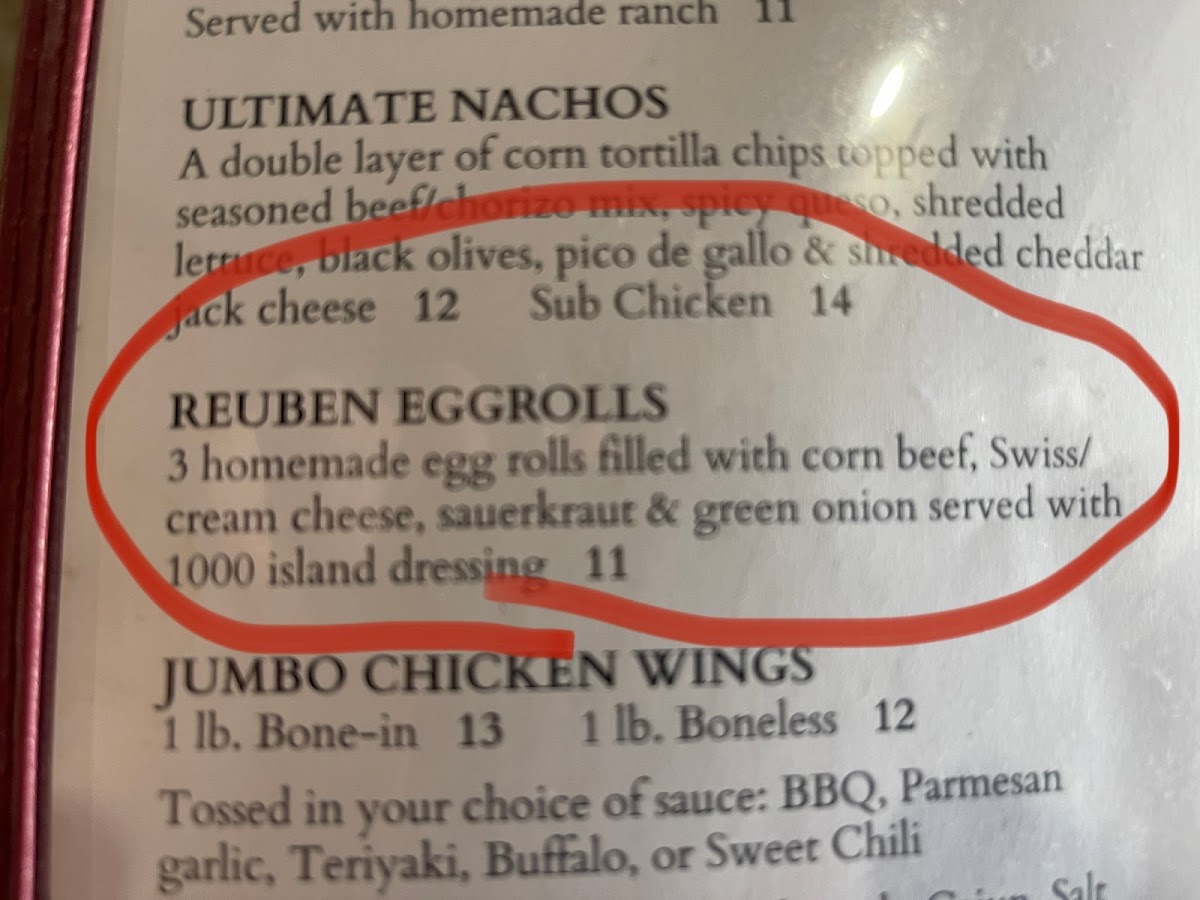 Served with homemade ranch 11
ULTIMATE NACHOS
A double layer of corn tortilla chips topped with
seasoned beef/chorizo mix, spicy queso, shredded
lettuce, black olives, pico de gallo & shredded cheddar
jack cheese 12 Sub Chicken 14
REUBEN EGGROLLS
3 homemade egg rolls filled with corn beef, Swiss/
cream cheese, sauerkraut & green onion served with
1000 island dressing 11
JUMBO CHICKEN WINGS
1 lb. Bone-in 13 1 lb. Boneless 12
Tossed in your choice of sauce: BBQ, Parmesan
garlic, Teriyaki, Buffalo, or Sweet Chili
Cajun, Salt